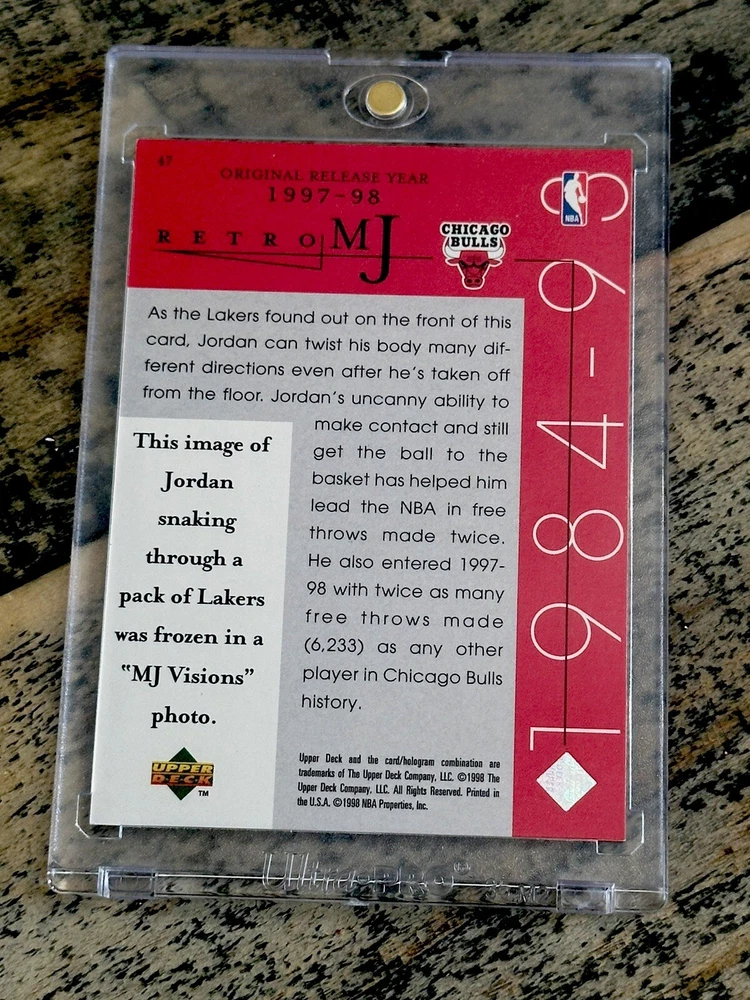 47
ORIGINAL RELEASE YEAR
1997-98
RETRO MJ
CHICAGO
BULLS
NBA
As the Lakers found out on the front of this
card, Jordan can twist his body many dif-
ferent directions even after he's taken off
from the floor. Jordan's uncanny ability to
make contact and still
get the ball to the
basket has helped him
lead the NBA in free
throws made twice.
He also entered 1997-
98 with twice as many
free throws made
(6,233) as any other
player in Chicago Bulls
history.
This image of
Jordan
snaking
through a
pack of Lakers
was frozen in a
"MJ Visions"
photo.
UPPER
DECK
TM
Upper Deck and the card/hologram combination are
trademarks of The Upper Deck Company, LLC. ©1998 The
Upper Deck Company, LLC. All Rights Reserved. Printed in
the U.S.A. ©1998 NBA Properties, Inc.
1984-98